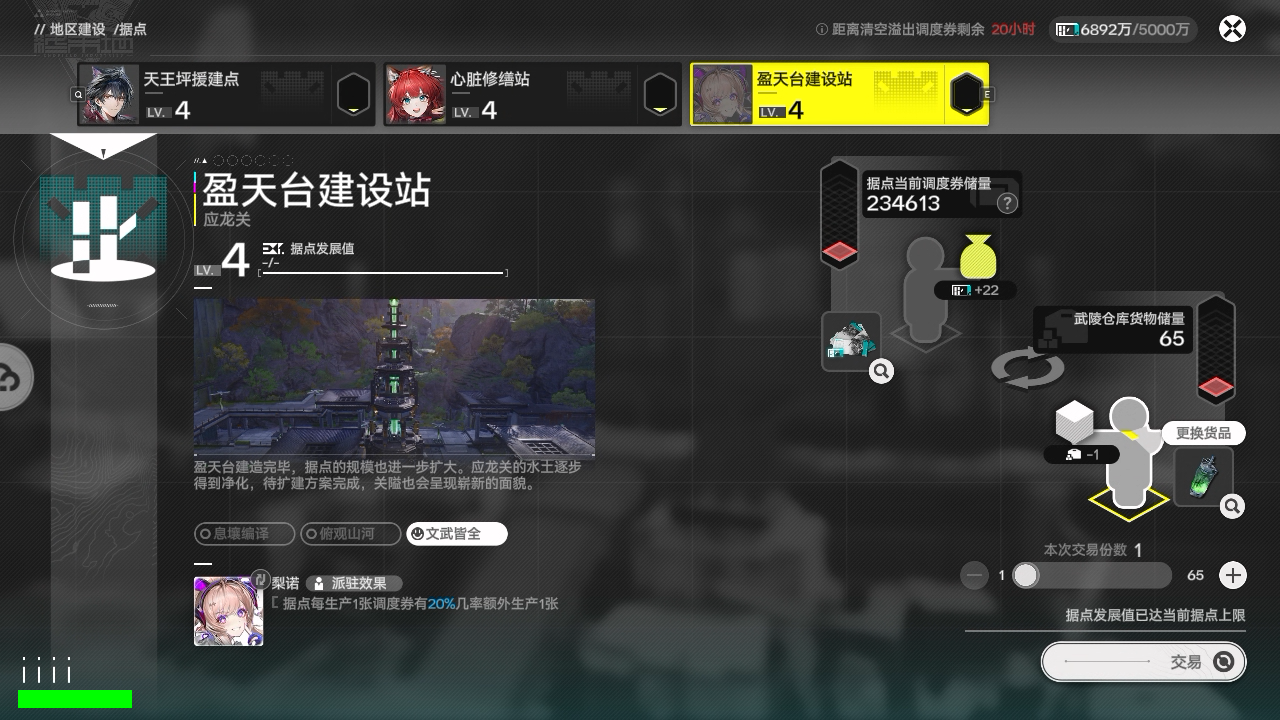 // 地区建设 /据点
距离清空溢出调度券剩余 20小时
6892万/5000万
Q
天王坪援建点
LV. 4
心脏修缮站
LV. 4
盈天台建设站
LV. 4
E
盈天台建设站
应龙关
LV. 4
据点发展值
-/-
盈天台建造完毕，据点的规模也进一步扩大。应龙关的水王逐步
得到净化，待扩建方案完成，关隘也会呈现崭新的面貌。
息壤编译
俯观山河
文武皆全
梨诺
派驻效果
据点每生产1张调度券有20%几率额外生产1张
据点当前调度券储量
234613
?
+22
武陵仓库货物储量
65
更换货品
-1
本次交易份数 1
1
65
据点发展值已达当前据点上限
交易